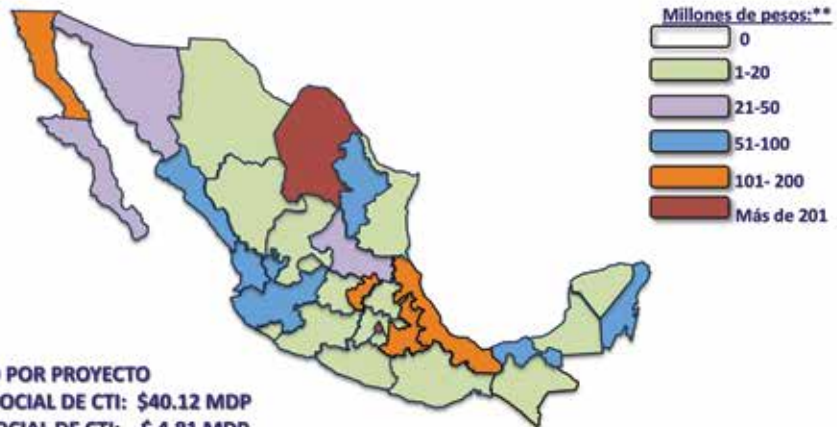 Millones de pesos:**
0
1-20
21-50
51-100
101- 200
Más de 201
POR PROYECTO
OCIAL DE CTI: $40.12 MDP